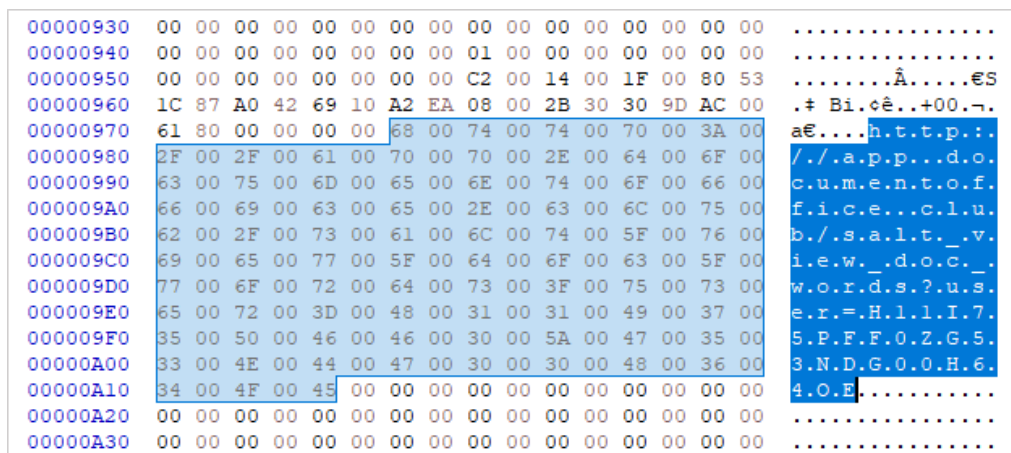 00000930 00 00 00 00 00 00 00 00 00 00 00 00 00 00 00 00 ................
00000940 00 00 00 00 00 00 00 00 01 00 00 00 00 00 00 00 ................
00000950 00 00 00 00 00 00 00 00 C2 00 14 00 1F 00 80 53 ........Â.....€S
00000960 1C 87 A0 42 69 10 A2 EA 08 00 2B 30 30 9D AC 00 .‡ Bi.¢ê..+00.¬.
00000970 61 80 00 00 00 00 68 00 74 00 74 00 70 00 3A 00 a€....h.t.t.p.:.
00000980 2F 00 2F 00 61 00 70 00 70 00 2E 00 64 00 6F 00 /./.a.p.p...d.o.
00000990 63 00 75 00 6D 00 65 00 6E 00 74 00 6F 00 66 00 c.u.m.e.n.t.o.f.
000009A0 66 00 69 00 63 00 65 00 2E 00 63 00 6C 00 75 00 f.i.c.e...c.l.u.
000009B0 62 00 2F 00 73 00 61 00 6C 00 74 00 5F 00 76 00 b./.s.a.l.t._.v.
000009C0 69 00 65 00 77 00 5F 00 64 00 6F 00 63 00 5F 00 i.e.w._.d.o.c._.
000009D0 77 00 6F 00 72 00 64 00 73 00 3F 00 75 00 73 00 w.o.r.d.s.?.u.s.
000009E0 65 00 72 00 3D 00 48 00 31 00 31 00 49 00 37 00 e.r.=.H.1.1.I.7.
000009F0 35 00 50 00 46 00 46 00 30 00 5A 00 47 00 35 00 5.P.F.F.0.Z.G.5.
00000A00 33 00 4E 00 44 00 47 00 30 00 30 00 48 00 36 00 3.N.D.G.0.0.H.6.
00000A10 34 00 4F 00 45 00 00 00 00 00 00 00 00 00 00 00 4.O.E...........
00000A20 00 00 00 00 00 00 00 00 00 00 00 00 00 00 00 00 ................
00000A30 00 00 00 00 00 00 00 00 00 00 00 00 00 00 00 00 ................